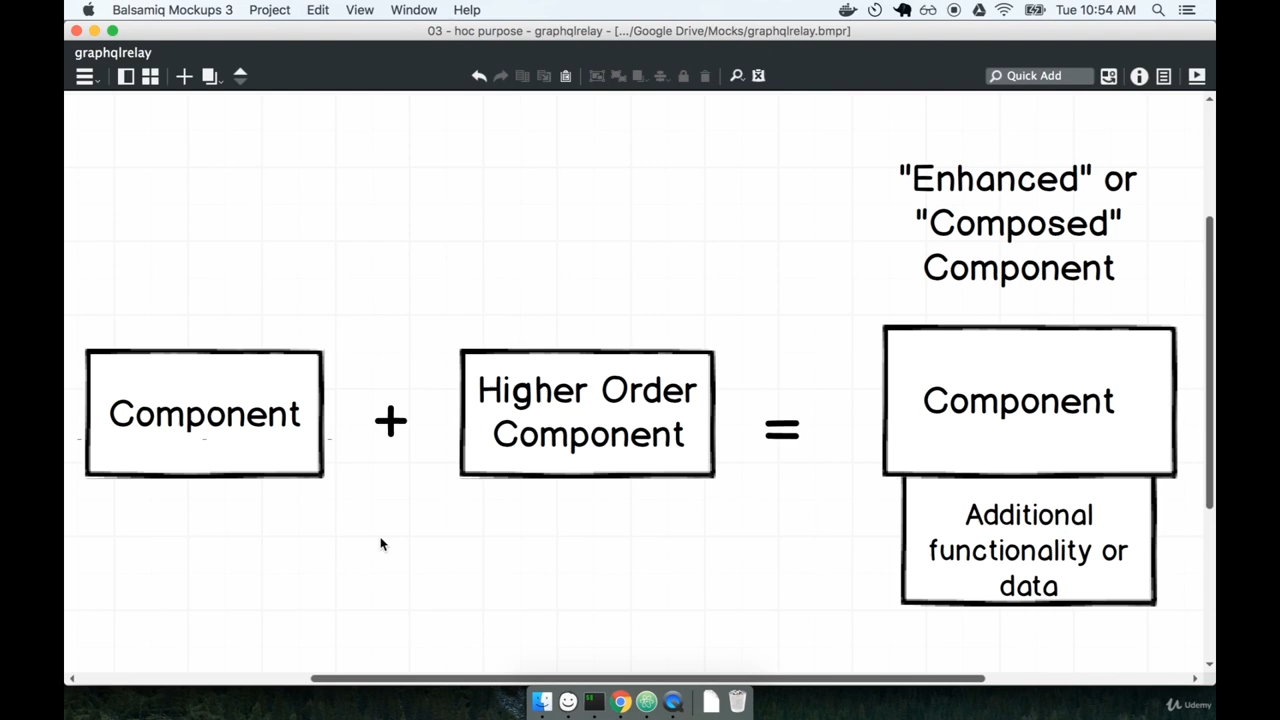 Balsamiq Mockups 3 Project Edit View Window Help Tue 10:54 AM
03 - hoc purpose - graphqlrelay - [.../Google Drive/Mocks/graphqlrelay.bmpr]
graphqlrelay
Quick Add
"Enhanced" or
"Composed"
Component
Component
+
Higher Order
Component
=
Component
Additional
functionality or
data
Udemy